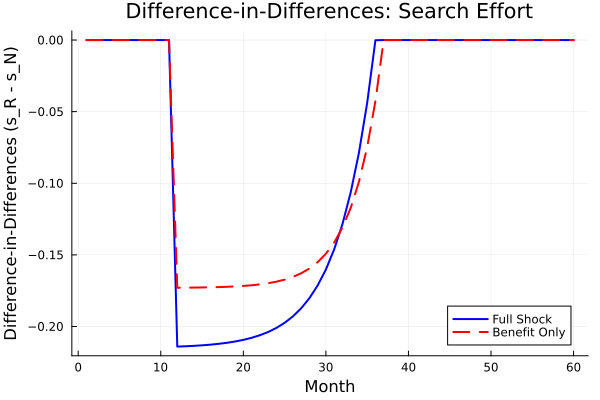 Difference-in-Differences: Search Effort
Difference-in-Differences (s_R - s_N)
0.00
−0.05
−0.10
−0.15
−0.20
0
10
20
30
40
50
60
Month
Full Shock
Benefit Only